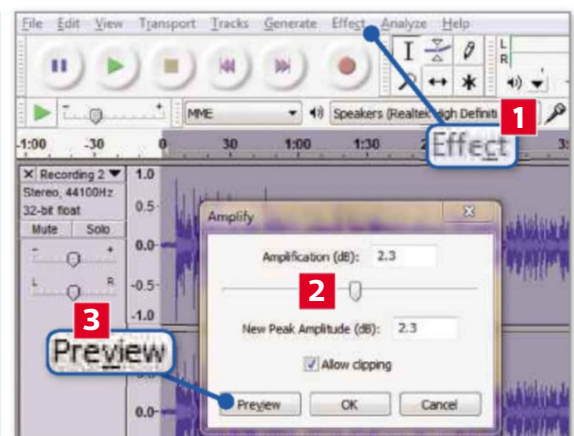 File Edit View Transport Tracks Generate Effect Analyze Help
L
R
MME Speakers (Realtek High Definiti
1
Effect
-1:00 -30 0 30 1:00 1:30
X Recording 2
Stereo, 44100Hz
32-bit float
Mute Solo
- +
L R
1.0
0.5-
0.0-
-0.5-
-1.0
0.0-
Amplify
Amplification (dB): 2.3
2
New Peak Amplitude (dB): 2.3
Allow clipping
3
Preview
Preview OK Cancel